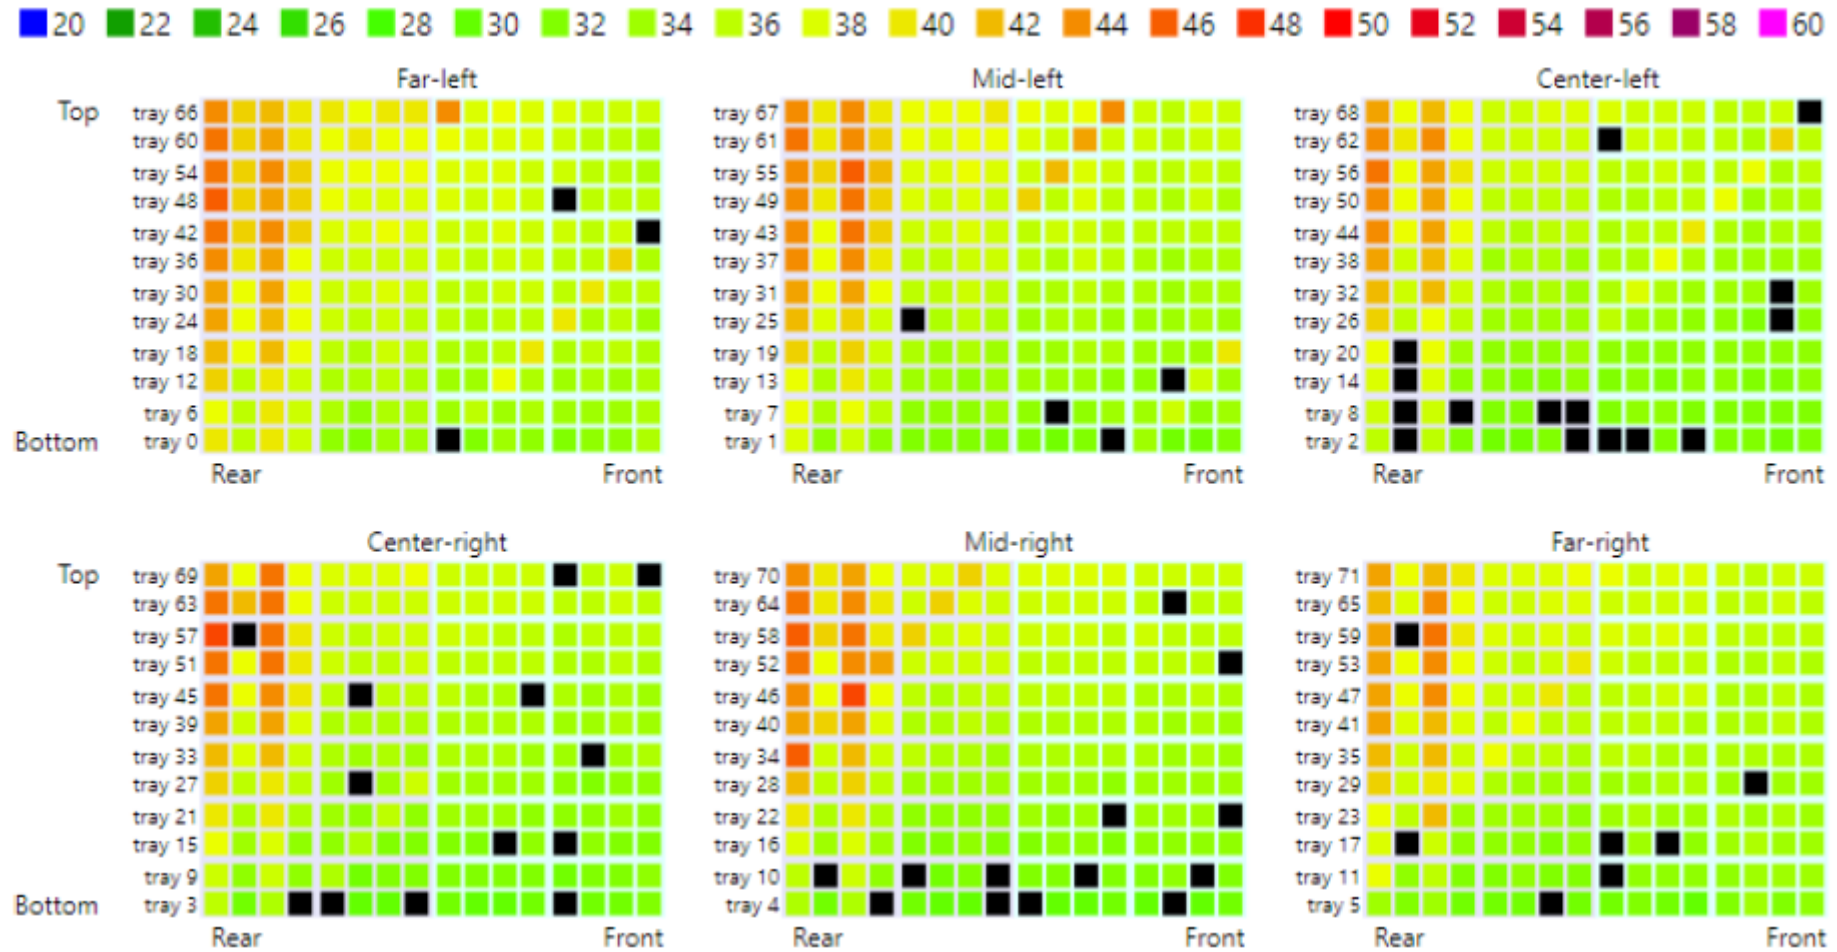 20 22 24 26 28 30 32 34 36 38 40 42 44 46 48 50 52 54 56 58 60
Far-left Mid-left Center-left
Top tray 66 tray 67 tray 68
tray 60 tray 61 tray 62
tray 54 tray 55 tray 56
tray 48 tray 49 tray 50
tray 42 tray 43 tray 44
tray 36 tray 37 tray 38
tray 30 tray 31 tray 32
tray 24 tray 25 tray 26
tray 18 tray 19 tray 20
tray 12 tray 13 tray 14
tray 6 tray 7 tray 8
Bottom tray 0 tray 1 tray 2
Rear Front Rear Front Rear Front
Center-right Mid-right Far-right
Top tray 69 tray 70 tray 71
tray 63 tray 64 tray 65
tray 57 tray 58 tray 59
tray 51 tray 52 tray 53
tray 45 tray 46 tray 47
tray 39 tray 40 tray 41
tray 33 tray 34 tray 35
tray 27 tray 28 tray 29
tray 21 tray 22 tray 23
tray 15 tray 16 tray 17
tray 9 tray 10 tray 11
Bottom tray 3 tray 4 tray 5
Rear Front Rear Front Rear Front